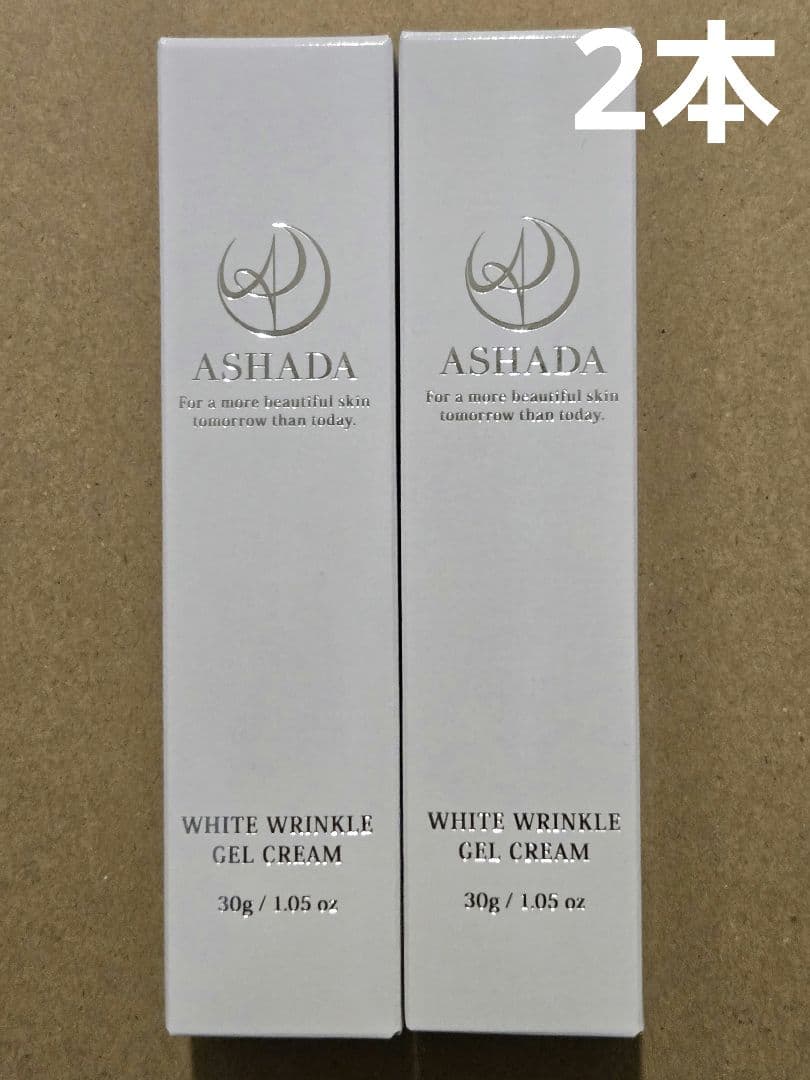 2本
ASHADA
For a more beautiful skin
tomorrow than today.
WHITE WRINKLE
GEL CREAM
30g / 1.05 oz
ASHADA
For a more beautiful skin
tomorrow than today.
WHITE WRINKLE
GEL CREAM
30g / 1.05 oz